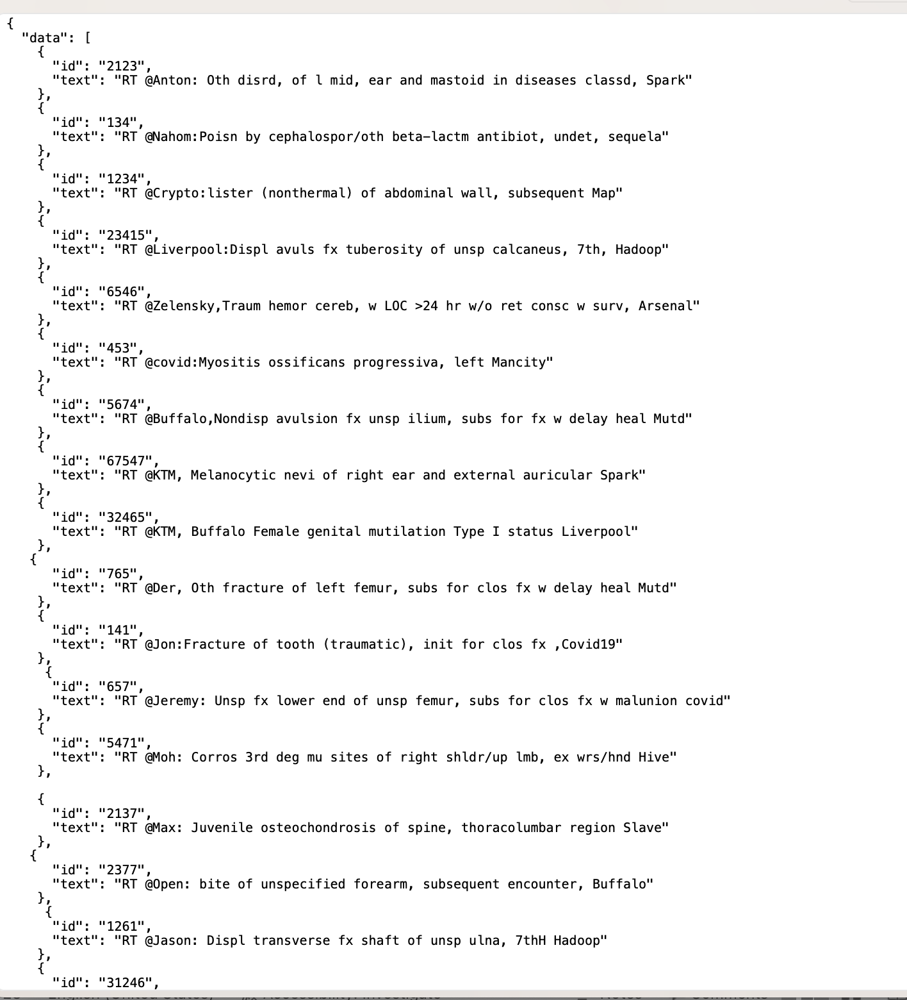 {
"data": [
{
"id": "2123",
"text": "RT @Anton: Oth disrd, of l mid, ear and mastoid in diseases classd, Spark"
},
{
"id": "134",
"text": "RT @Nahom:Poisn by cephalospor/oth beta-lactm antibiot, undet, sequela"
},
{
"id": "1234",
"text": "RT @Crypto:lister (nonthermal) of abdominal wall, subsequent Map"
},
{
"id": "23415",
"text": "RT @Liverpool:Displ avuls fx tuberosity of unsp calcaneus, 7th, Hadoop"
},
{
"id": "6546",
"text": "RT @Zelensky,Traum hemor cereb, w LOC >24 hr w/o ret consc w surv, Arsenal"
},
{
"id": "453",
"text": "RT @covid:Myositis ossificans progressiva, left Mancity"
},
{
"id": "5674",
"text": "RT @Buffalo,Nondisp avulsion fx unsp ilium, subs for fx w delay heal Mutd"
},
{
"id": "67547",
"text": "RT @KTM, Melanocytic nevi of right ear and external auricular Spark"
},
{
"id": "32465",
"text": "RT @KTM, Buffalo Female genital mutilation Type I status Liverpool"
},
{
"id": "765",
"text": "RT @Der, Oth fracture of left femur, subs for clos fx w delay heal Mutd"
},
{
"id": "141",
"text": "RT @Jon:Fracture of tooth (traumatic), init for clos fx ,Covid19"
},
{
"id": "657",
"text": "RT @Jeremy: Unsp fx lower end of unsp femur, subs for clos fx w malunion covid"
},
{
"id": "5471",
"text": "RT @Moh: Corros 3rd deg mu sites of right shldr/up lmb, ex wrs/hnd Hive"
},
{
"id": "2137",
"text": "RT @Max: Juvenile osteochondrosis of spine, thoracolumbar region Slave"
},
{
"id": "2377",
"text": "RT @Open: bite of unspecified forearm, subsequent encounter, Buffalo"
},
{
"id": "1261",
"text": "RT @Jason: Displ transverse fx shaft of unsp ulna, 7thH Hadoop"
},
{
"id": "31246",